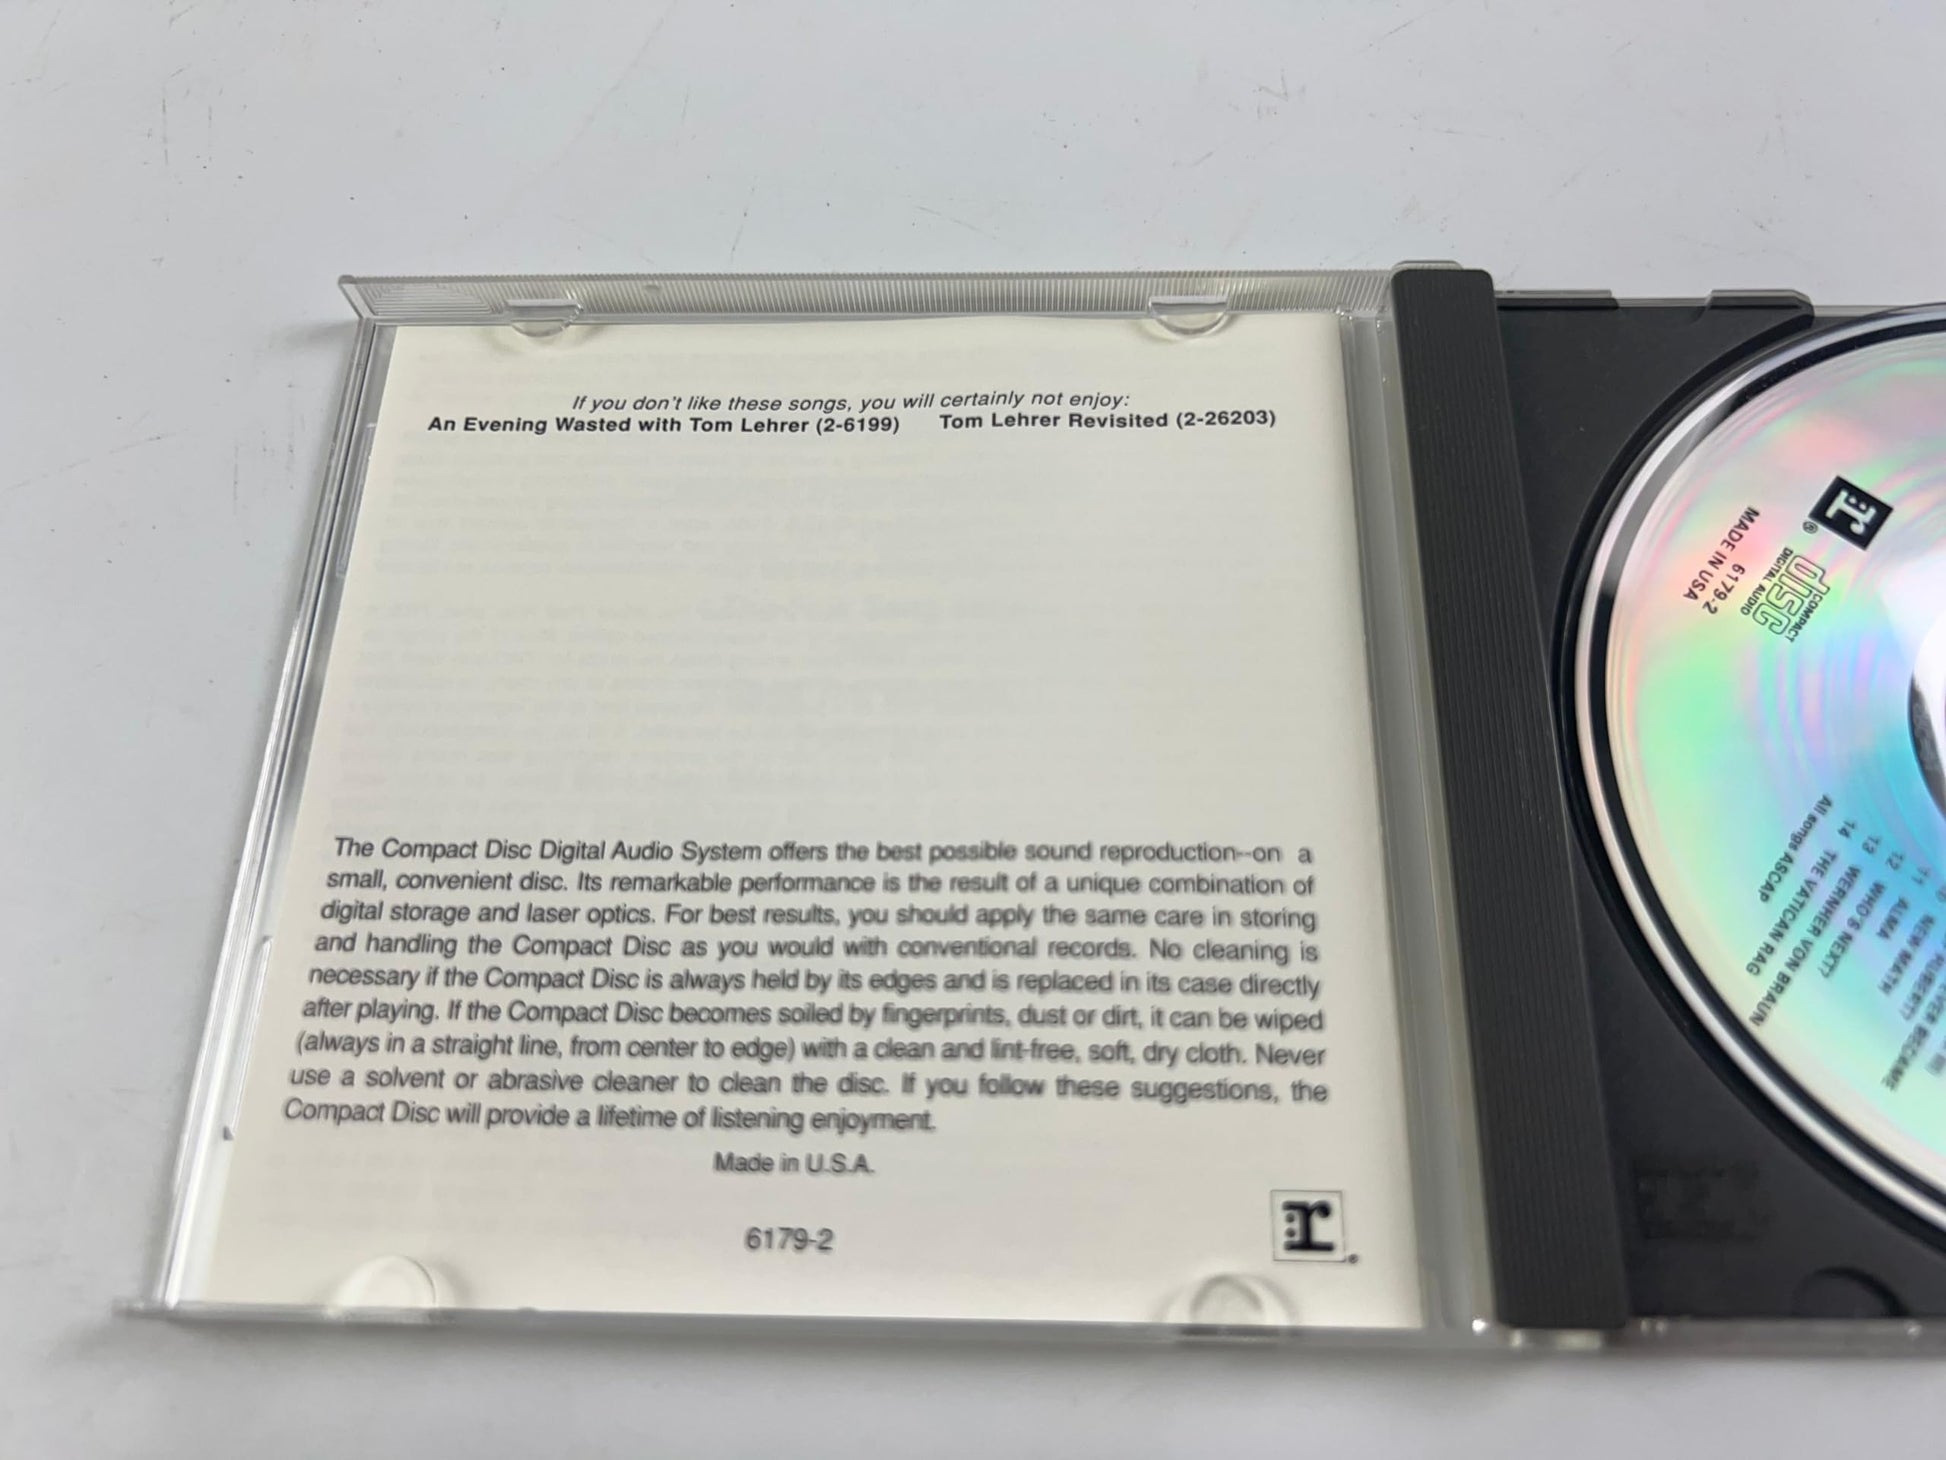 If you don't like these songs, you will certainly not enjoy:
An Evening Wasted with Tom Lehrer (2-6199) Tom Lehrer Revisited (2-26203)
The Compact Disc Digital Audio System offers the best possible sound reproduction--on a
small, convenient disc. Its remarkable performance is the result of a unique combination of
digital storage and laser optics. For best results, you should apply the same care in storing
and handling the Compact Disc as you would with conventional records. No cleaning is
necessary if the Compact Disc is always held by its edges and is replaced in its case directly
after playing. If the Compact Disc becomes soiled by fingerprints, dust or dirt, it can be wiped
(always in a straight line, from center to edge) with a clean and lint-free, soft, dry cloth. Never
use a solvent or abrasive cleaner to clean the disc. If you follow these suggestions, the
Compact Disc will provide a lifetime of listening enjoyment.
Made in U.S.A.
6179-2
:r®
:r®
COMPACT
disc
DIGITAL AUDIO
6179-2
MADE IN USA
EVER BECAME
HUBERT?
NEW MATH
11 ALMA
12 WHO'S NEXT?
13 WERNHER VON BRAUN
14 THE VATICAN RAG
All songs ASCAP